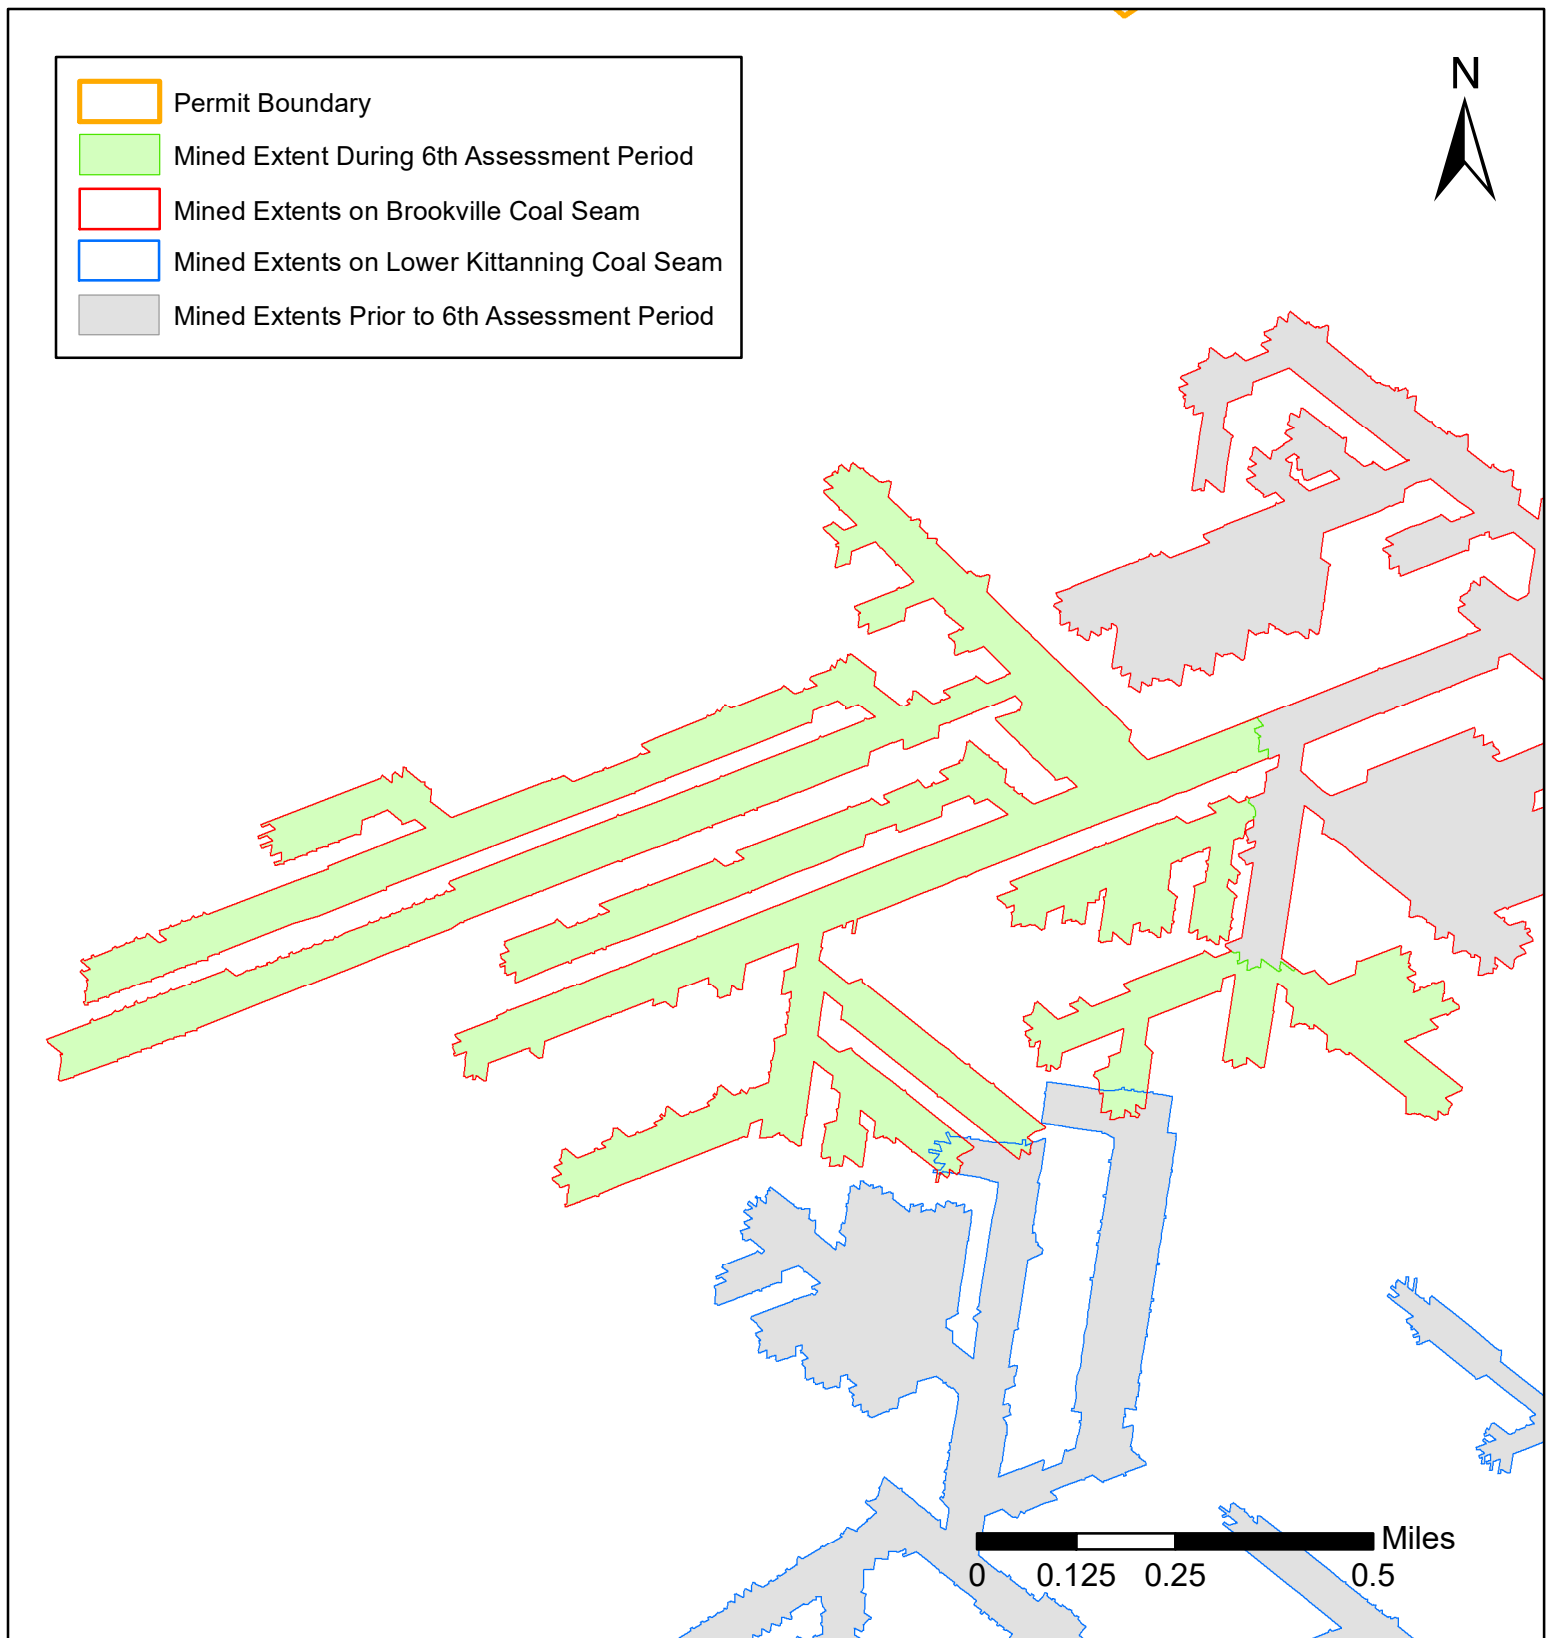 N
Permit Boundary
Mined Extent During 6th Assessment Period
Mined Extents on Brookville Coal Seam
Mined Extents on Lower Kittanning Coal Seam
Mined Extents Prior to 6th Assessment Period
Miles
0 0.125 0.25 0.5